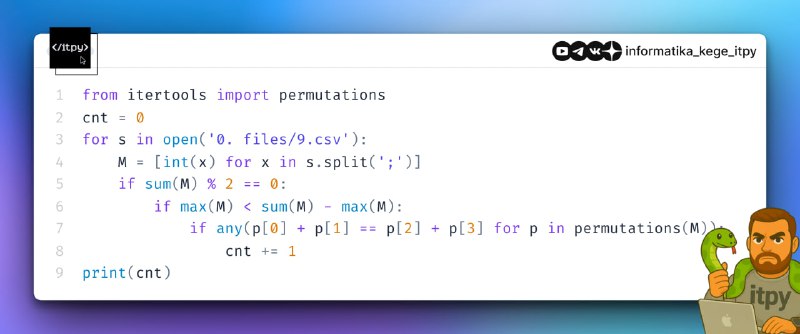 </itpy>
informatika_kege_itpy
1 from itertools import permutations
2 cnt = 0
3 for s in open('0. files/9.csv'):
4     M = [int(x) for x in s.split(';')]
5     if sum(M) % 2 == 0:
6         if max(M) < sum(M) - max(M):
7             if any(p[0] + p[1] == p[2] + p[3] for p in permutations(M)):
8                 cnt += 1
9 print(cnt)
itpy